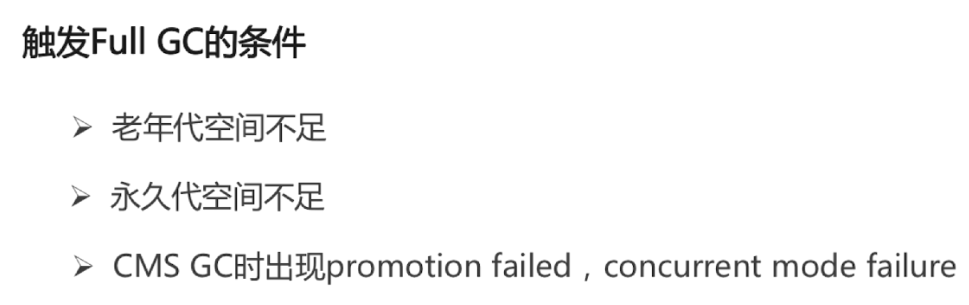 触发Full GC的条件
➢ 老年代空间不足
➢ 永久代空间不足
➢ CMS GC时出现promotion failed，concurrent mode failure